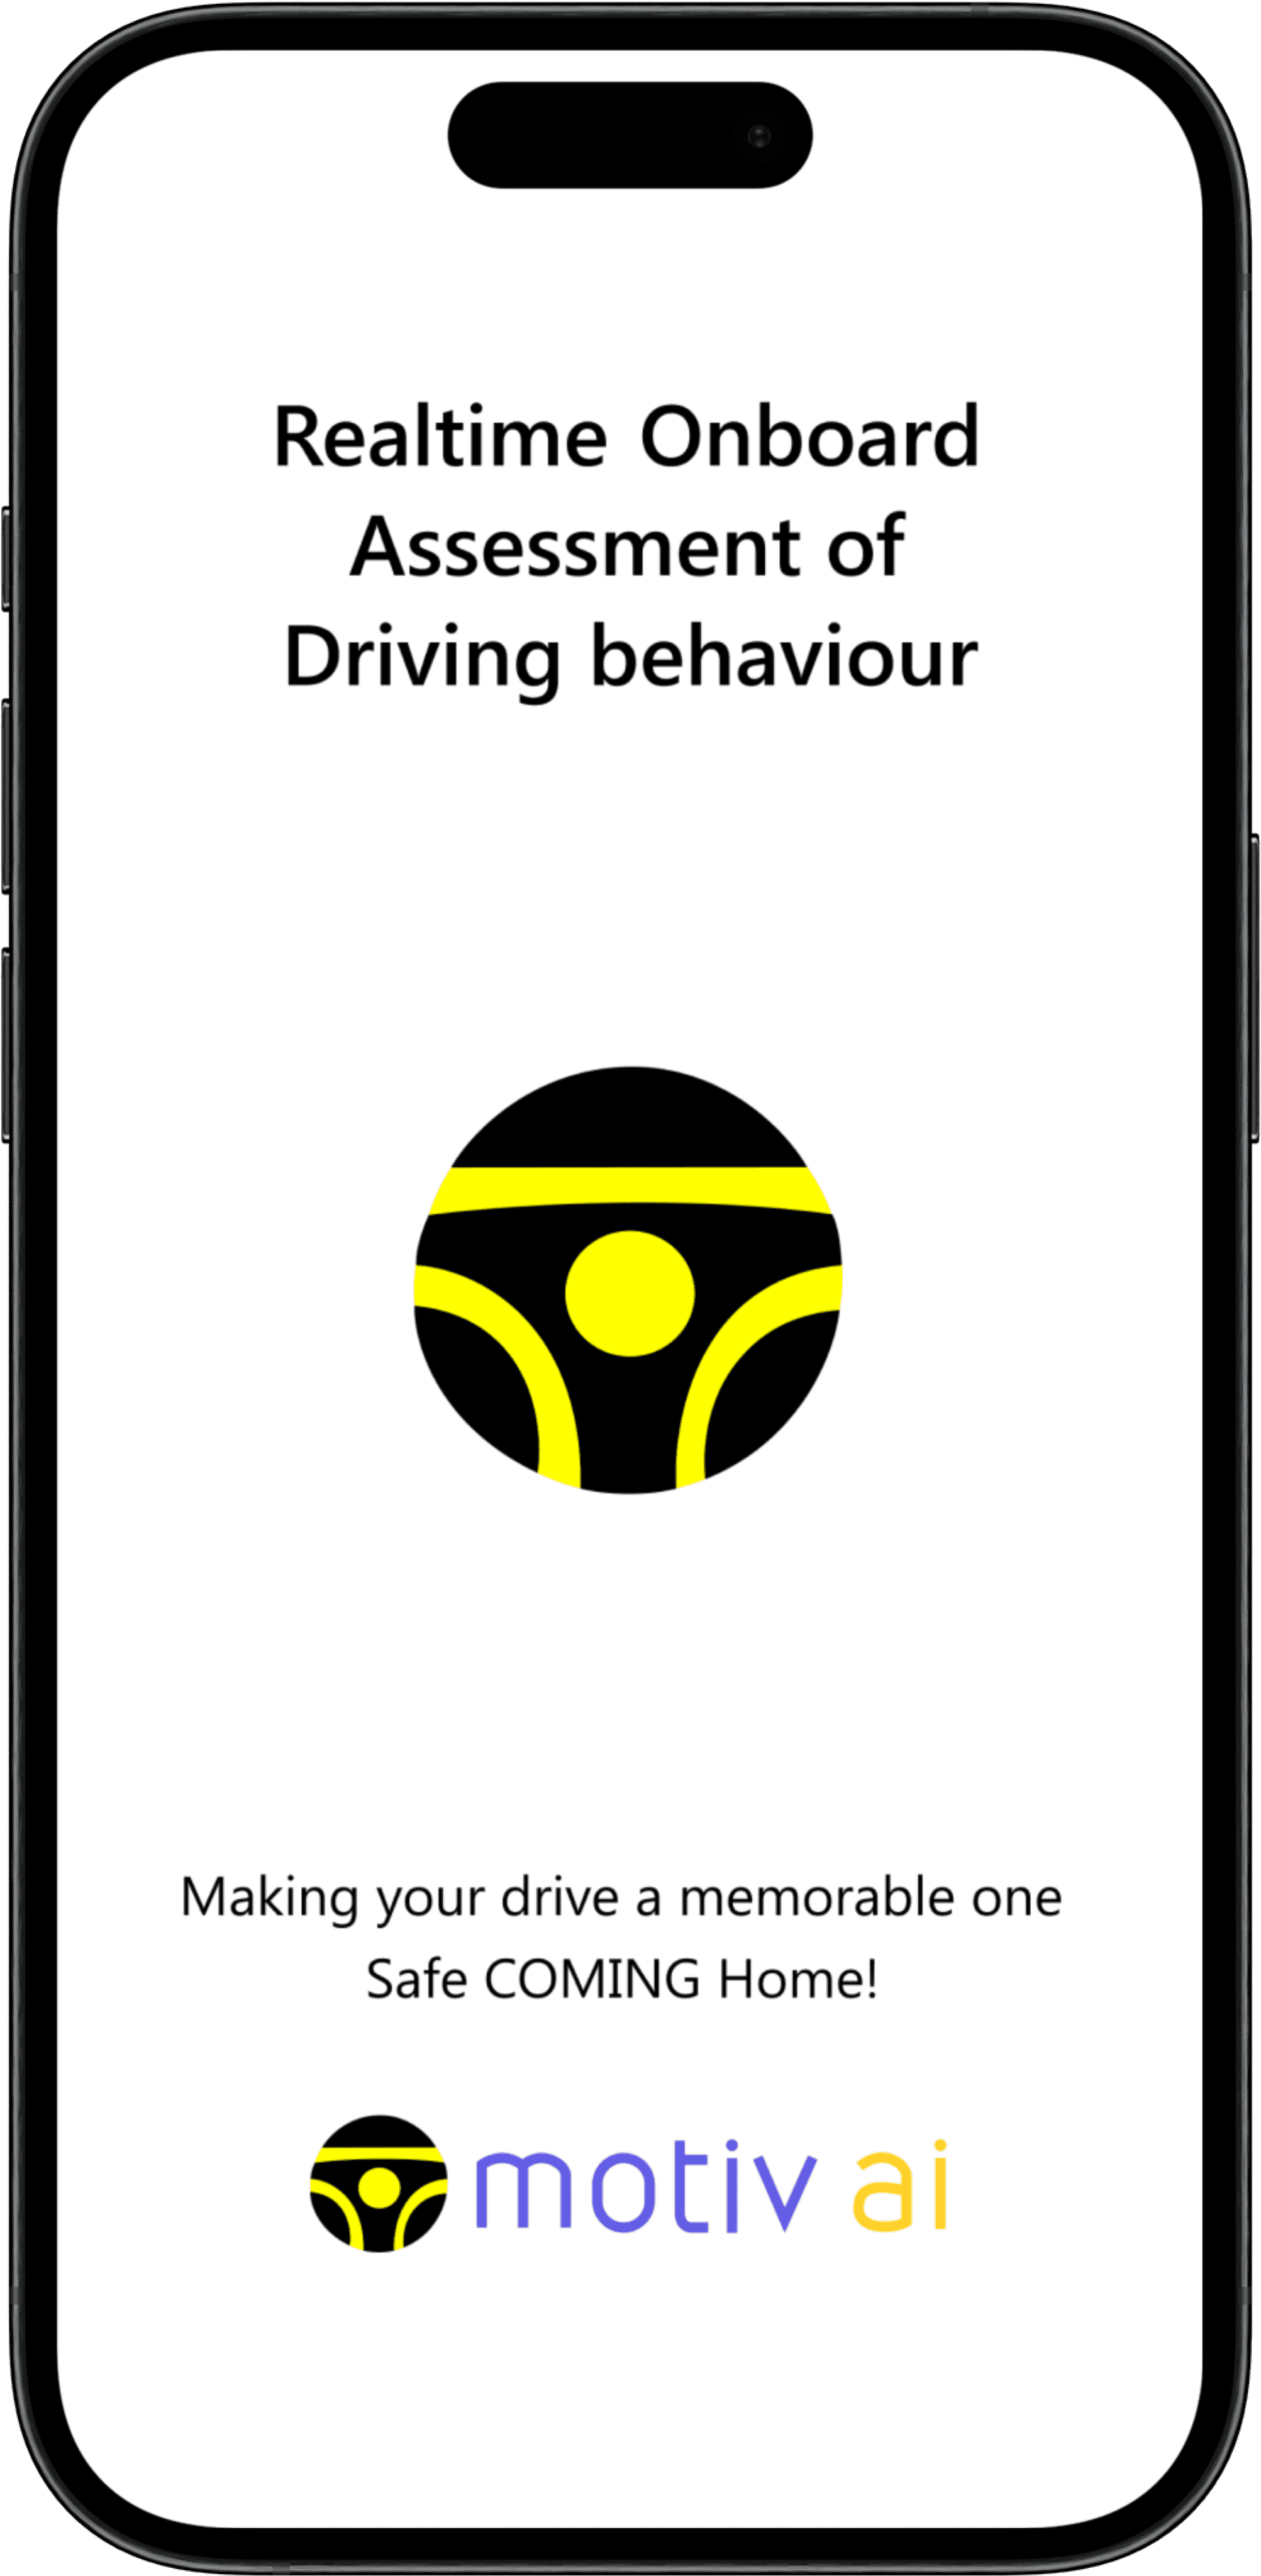 Realtime Onboard
Assessment of
Driving behaviour
Making your drive a memorable one
Safe COMING Home!
motiv ai